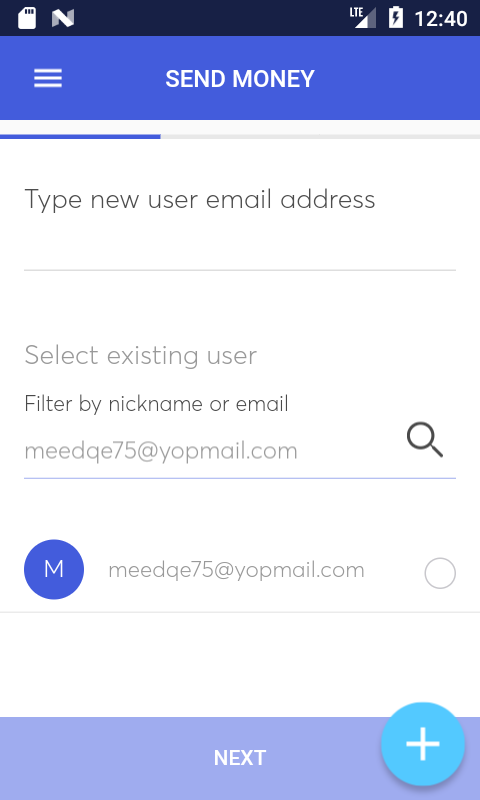 LTE 12:40
SEND MONEY
Type new user email address
Select existing user
Filter by nickname or email
meedqe75@yopmail.com
M meedqe75@yopmail.com
NEXT